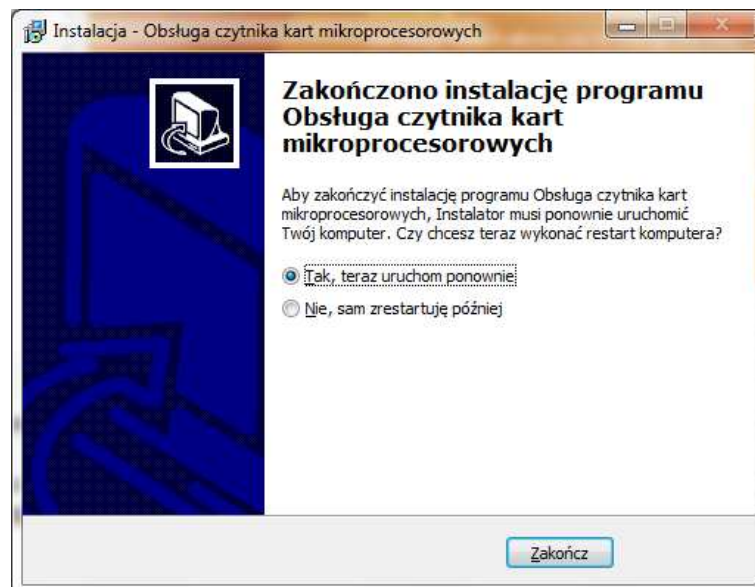 Instalacja - Obsługa czytnika kart mikroprocesorowych
Zakończono instalację programu
Obsługa czytnika kart
mikroprocesorowych
Aby zakończyć instalację programu Obsługa czytnika kart
mikroprocesorowych, Instalator musi ponownie uruchomić
Twój komputer. Czy chcesz teraz wykonać restart komputera?
Tak, teraz uruchom ponownie
Nie, sam zrestartuję później
Zakończ